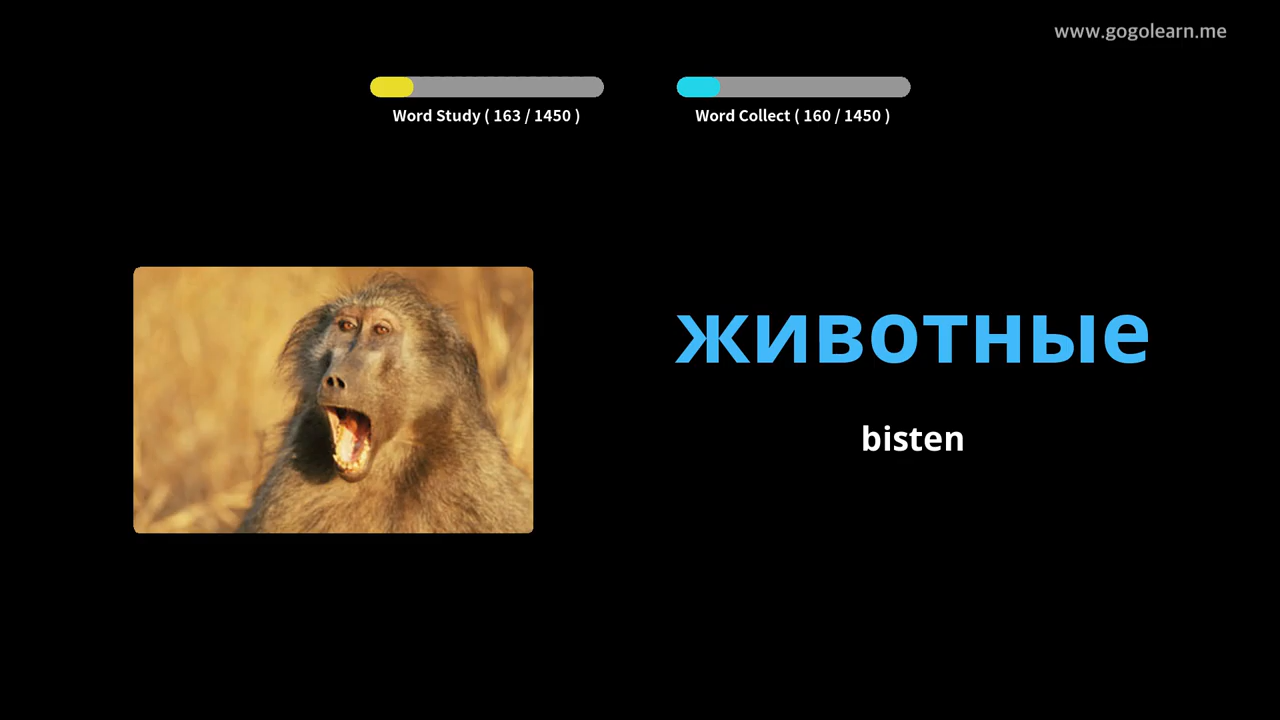 www.gogolearn.me
Word Study ( 163 / 1450 )
Word Collect ( 160 / 1450 )
животные
bisten